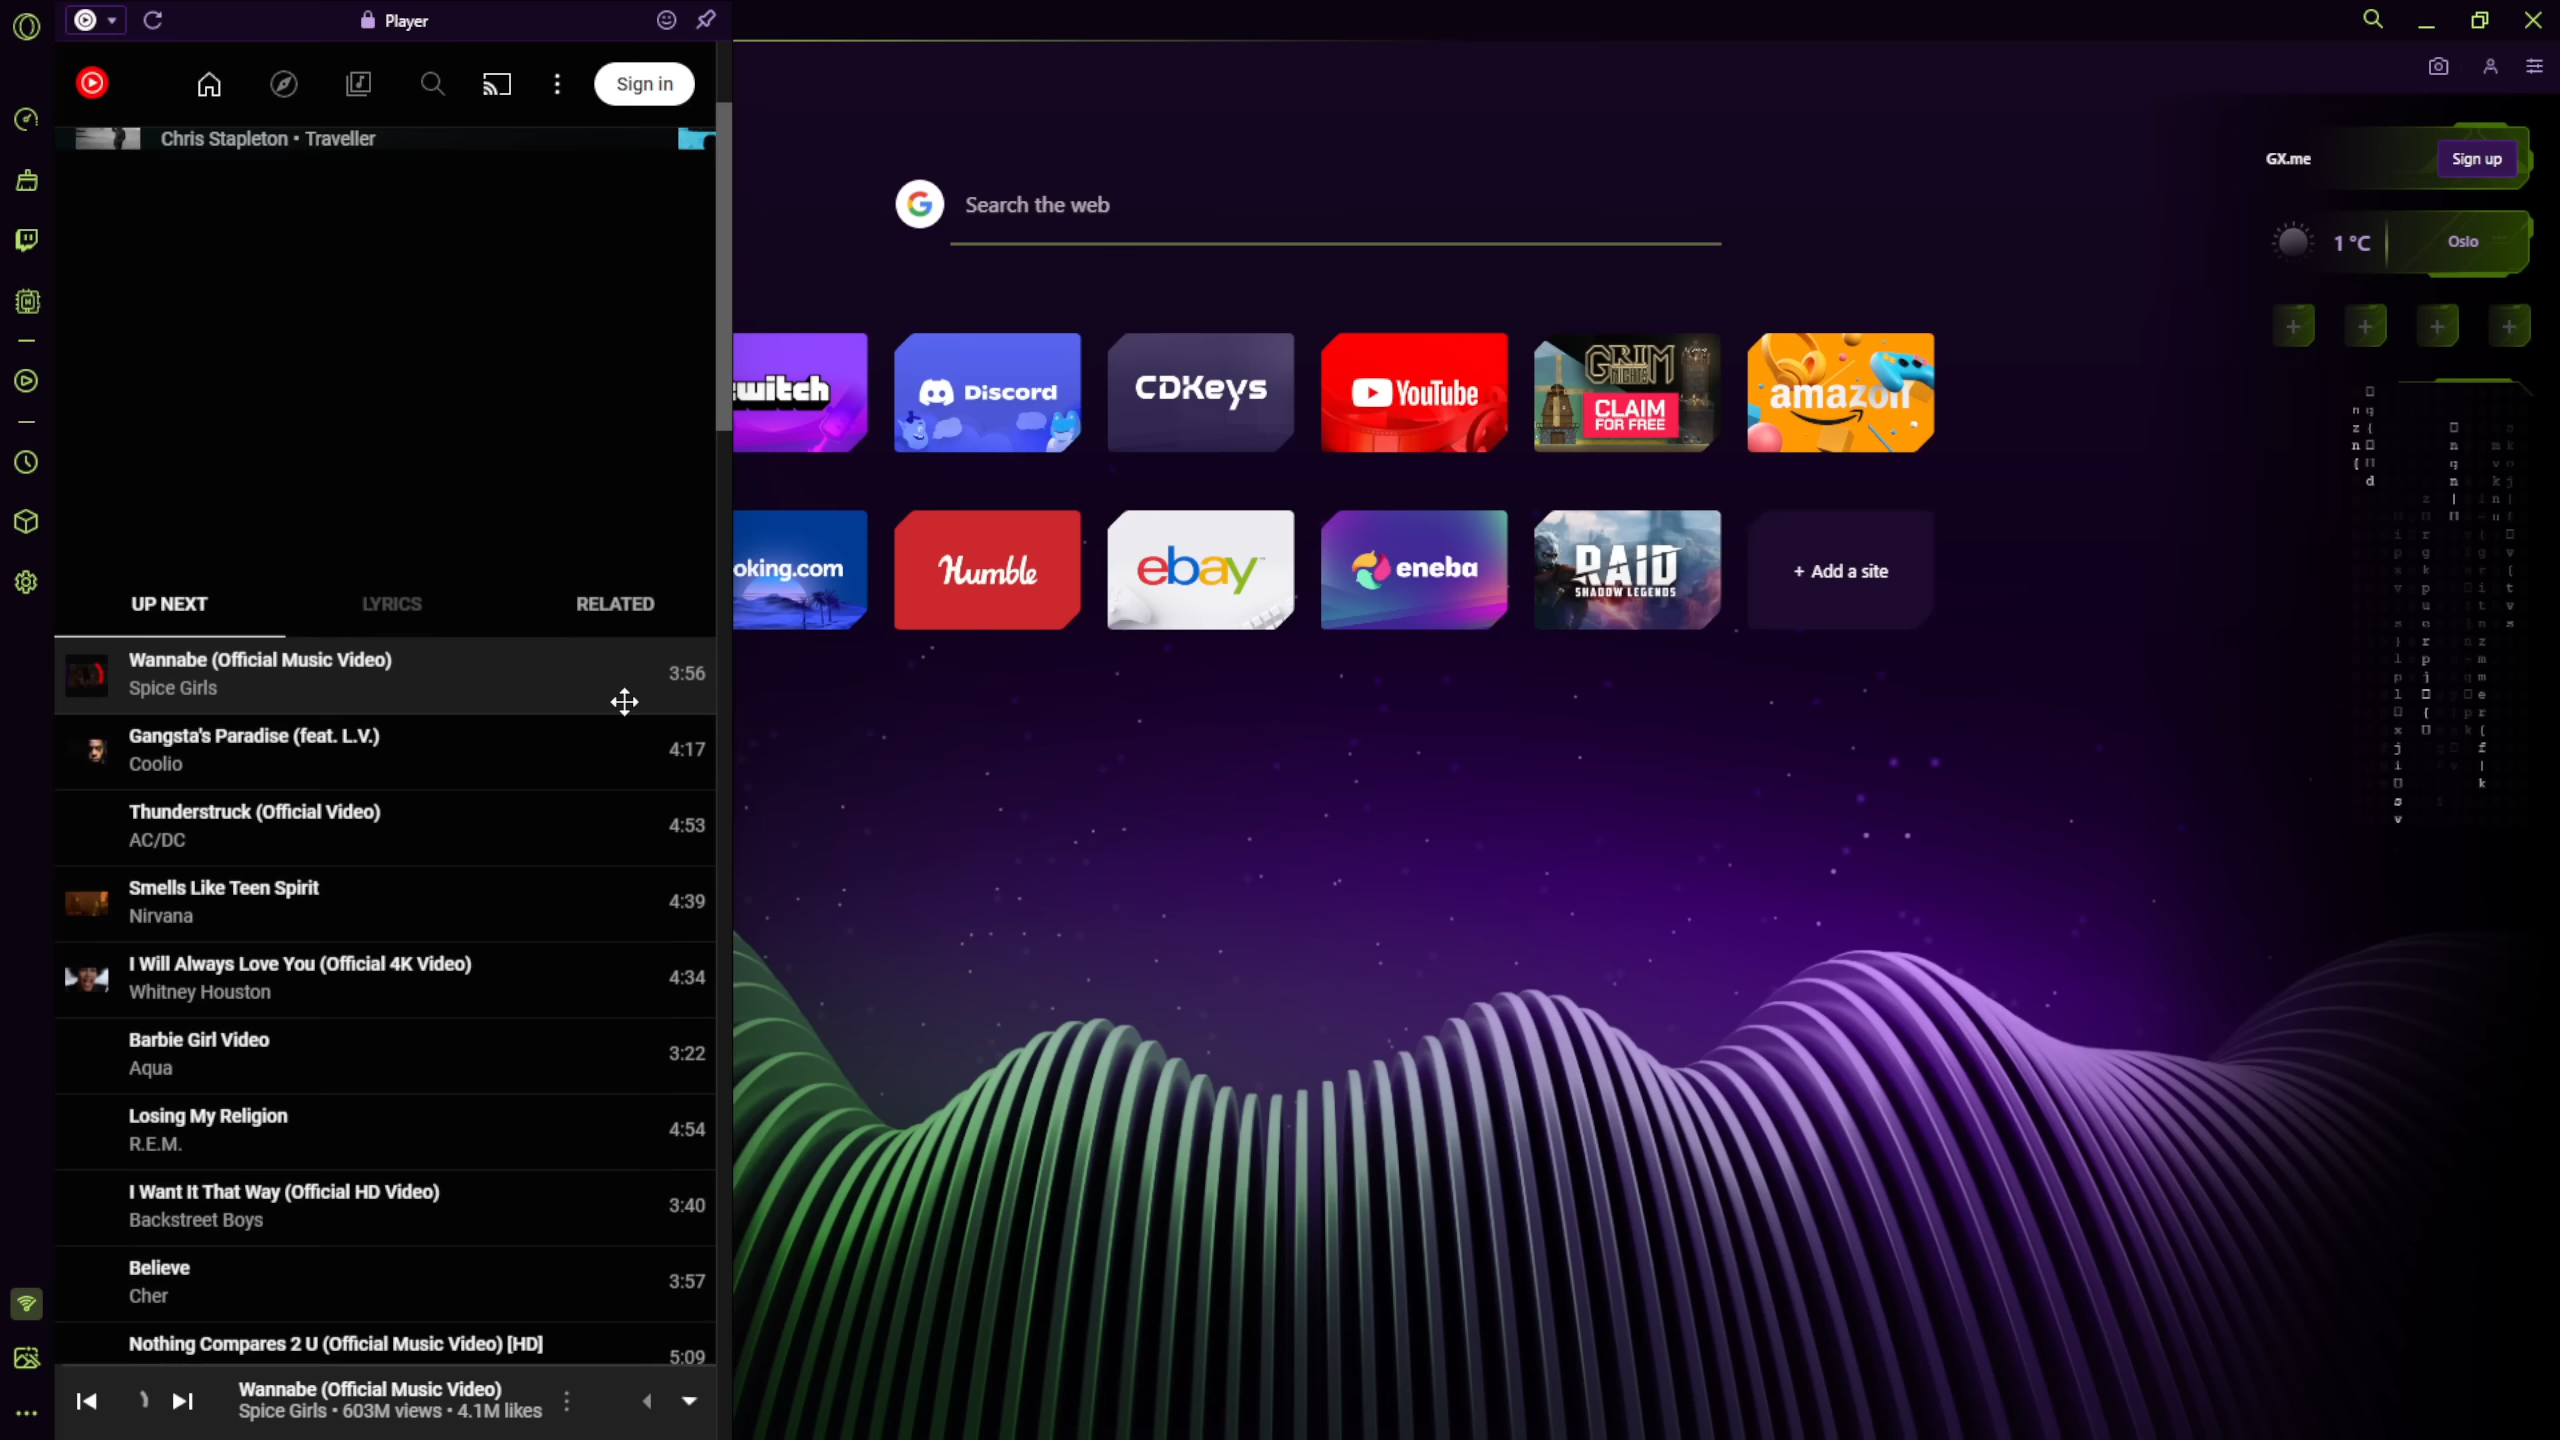 Player
Sign in
Chris Stapleton • Traveller
UP NEXT
LYRICS
RELATED
Wannabe (Official Music Video)
Spice Girls
3:56
Gangsta's Paradise (feat. L.V.)
Coolio
4:17
Thunderstruck (Official Video)
AC/DC
4:53
Smells Like Teen Spirit
Nirvana
4:39
I Will Always Love You (Official 4K Video)
Whitney Houston
4:34
Barbie Girl Video
Aqua
3:22
Losing My Religion
R.E.M.
4:54
I Want It That Way (Official HD Video)
Backstreet Boys
3:40
Believe
Cher
3:57
Nothing Compares 2 U (Official Music Video) [HD]
5:09
Wannabe (Official Music Video)
Spice Girls • 603M views • 4.1M likes
Search the web
witch
Discord
CDKeys
YouTube
GRIM
NIGHTS
CLAIM
FOR FREE
amazon
oking.com
Humble
ebay
eneba
RAID
SHADOW LEGENDS
+ Add a site
GX.me
Sign up
1 °C
Oslo